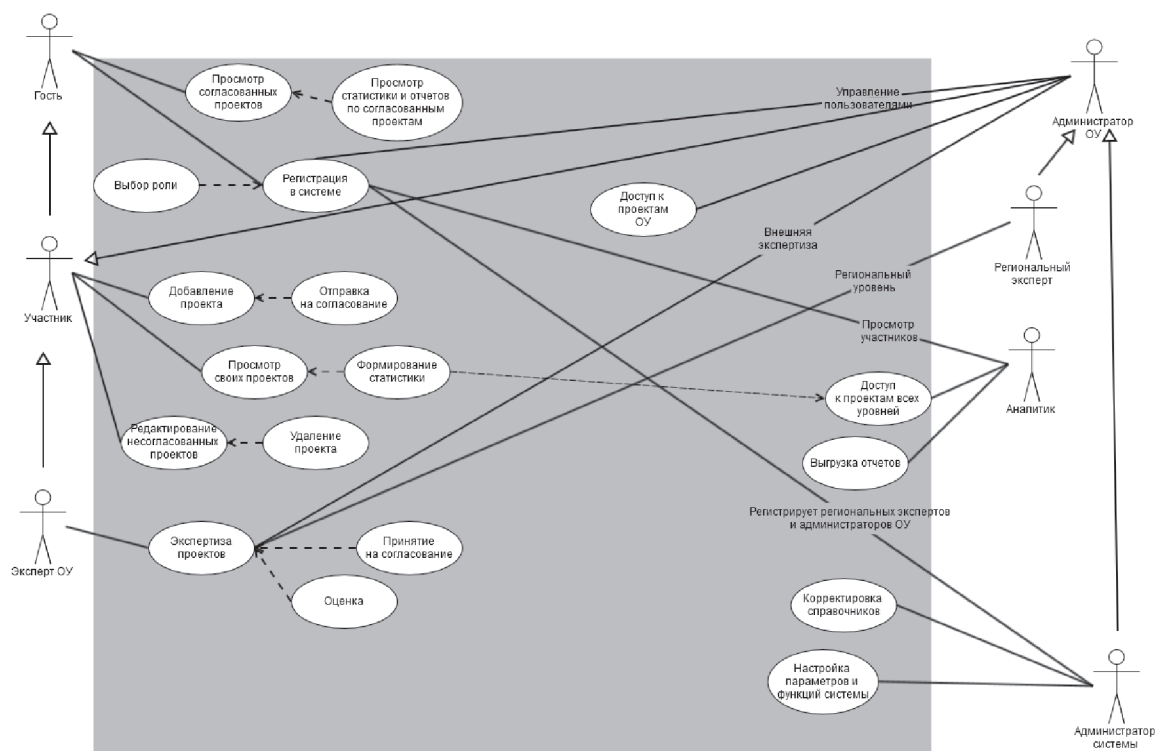 Гость
Просмотр
согласованных
проектов
Просмотр
статистики и отчетов
по согласованным
проектам
Управление
пользователями
Администратор
ОУ
Выбор роли
Регистрация
в системе
Доступ к
проектам
ОУ
Внешняя
экспертиза
Региональный
эксперт
Региональный
уровень
Участник
Добавление
проекта
Отправка
на согласование
Просмотр
участников
Просмотр
своих проектов
Формирование
статистики
Доступ
к проектам всех
уровней
Аналитик
Редактирование
несогласованных
проектов
Удаление
проекта
Выгрузка отчетов
Регистрирует региональных экспертов
и администраторов ОУ
Эксперт ОУ
Экспертиза
проектов
Принятие
на согласование
Оценка
Корректировка
справочников
Настройка
параметров и
функций системы
Администратор
системы